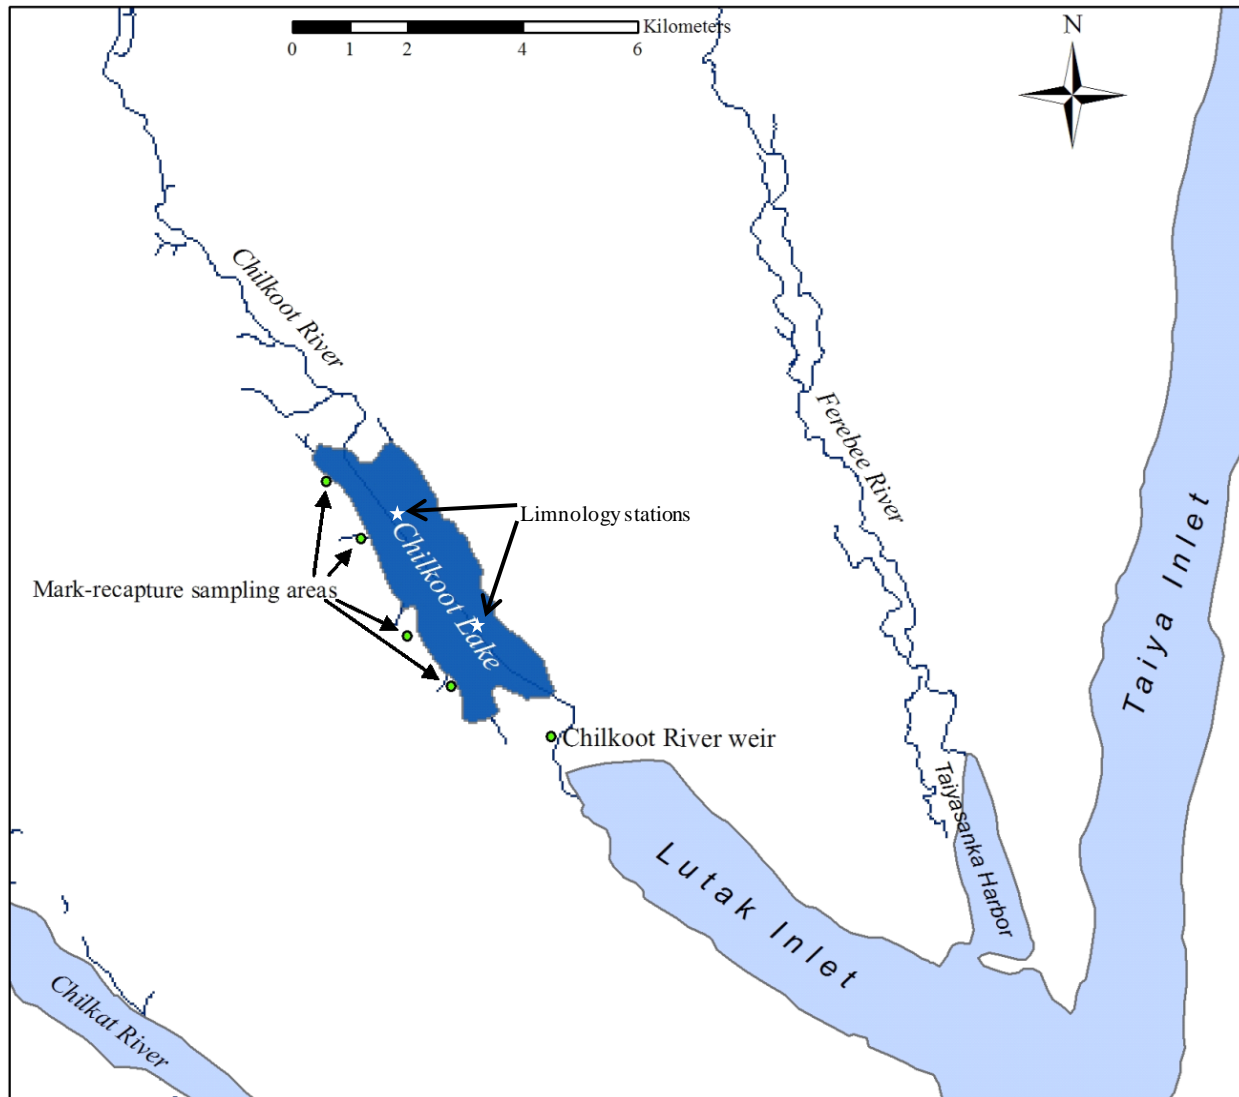 Kilometers
0 1 2 4 6
N
Chilkoot River
Ferebee River
Limnology stations
Chilkoot Lake
Mark-recapture sampling areas
Taiya Inlet
Chilkoot River weir
Taiyasanka Harbor
Lutak Inlet
Chilkat River